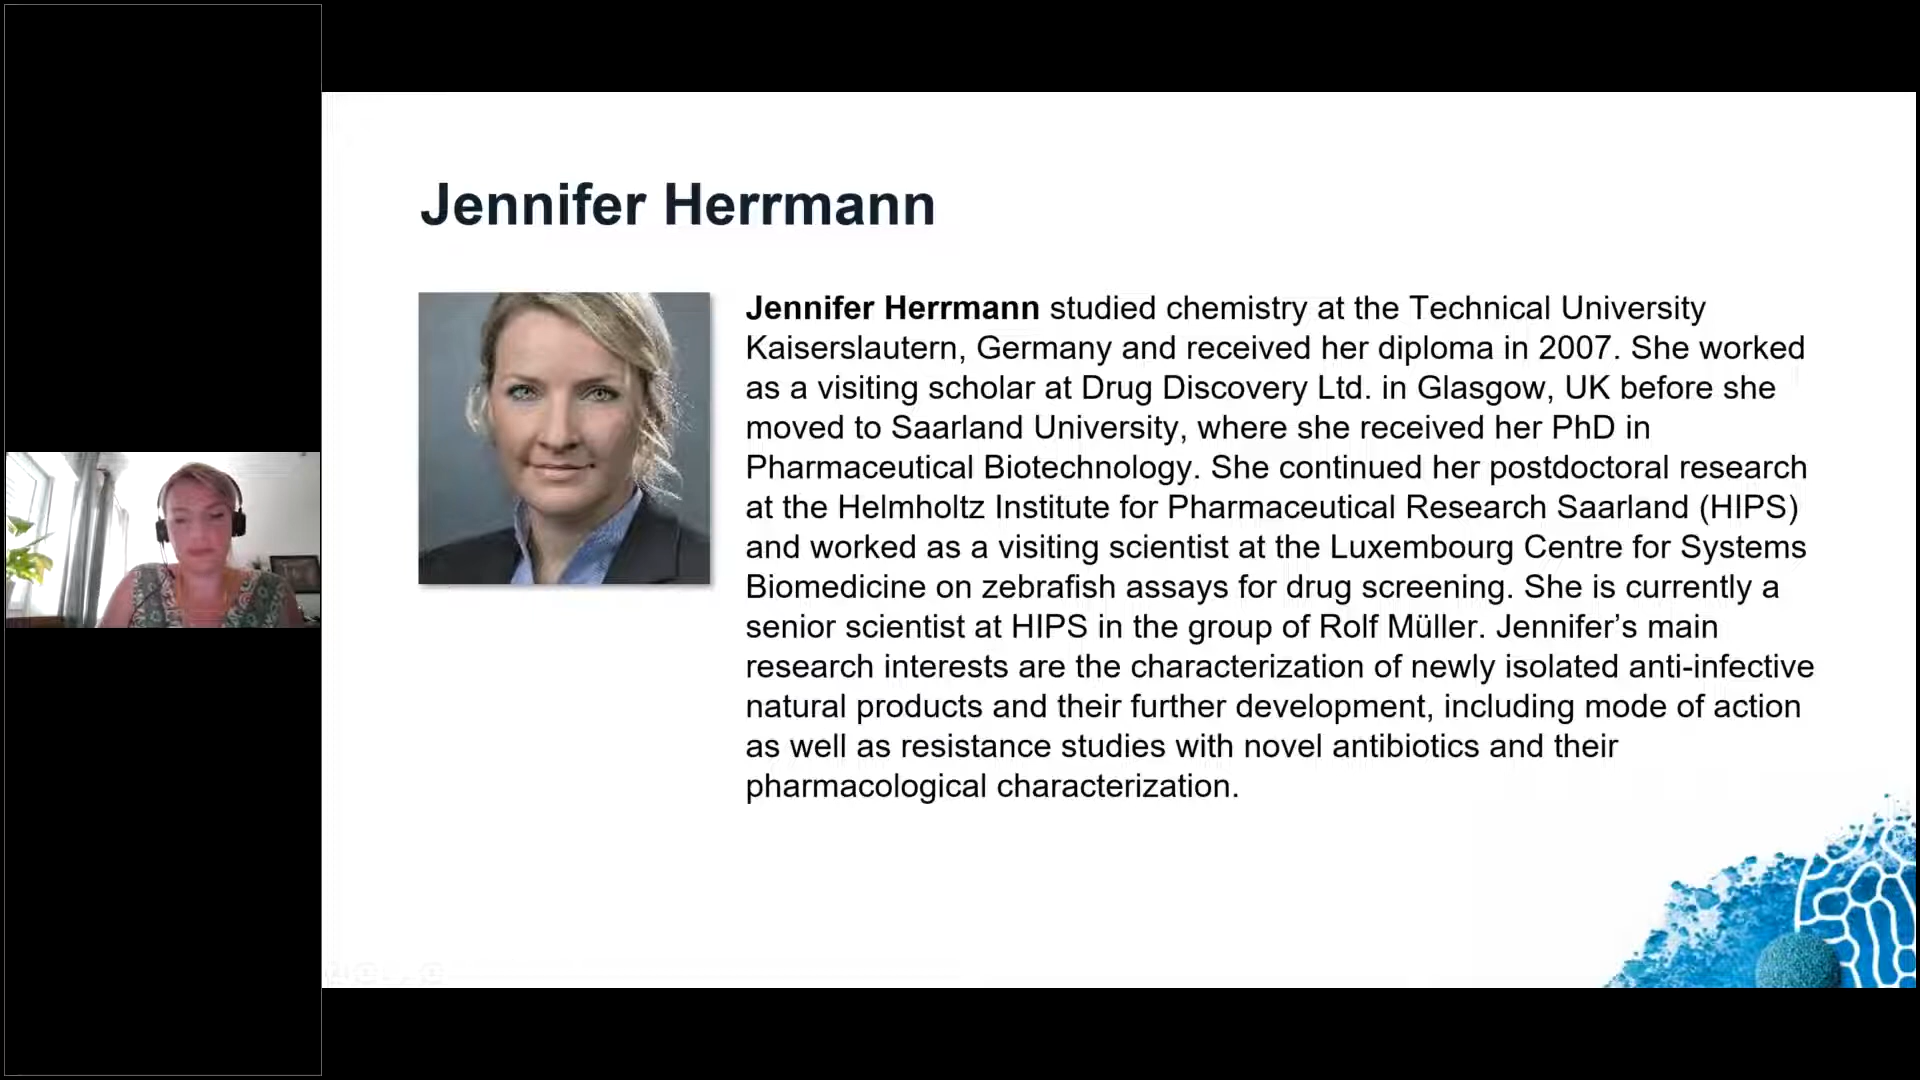 Jennifer Herrmann
Jennifer Herrmann studied chemistry at the Technical University
Kaiserslautern, Germany and received her diploma in 2007. She worked
as a visiting scholar at Drug Discovery Ltd. in Glasgow, UK before she
moved to Saarland University, where she received her PhD in
Pharmaceutical Biotechnology. She continued her postdoctoral research
at the Helmholtz Institute for Pharmaceutical Research Saarland (HIPS)
and worked as a visiting scientist at the Luxembourg Centre for Systems
Biomedicine on zebrafish assays for drug screening. She is currently a
senior scientist at HIPS in the group of Rolf Müller. Jennifer’s main
research interests are the characterization of newly isolated anti-infective
natural products and their further development, including mode of action
as well as resistance studies with novel antibiotics and their
pharmacological characterization.